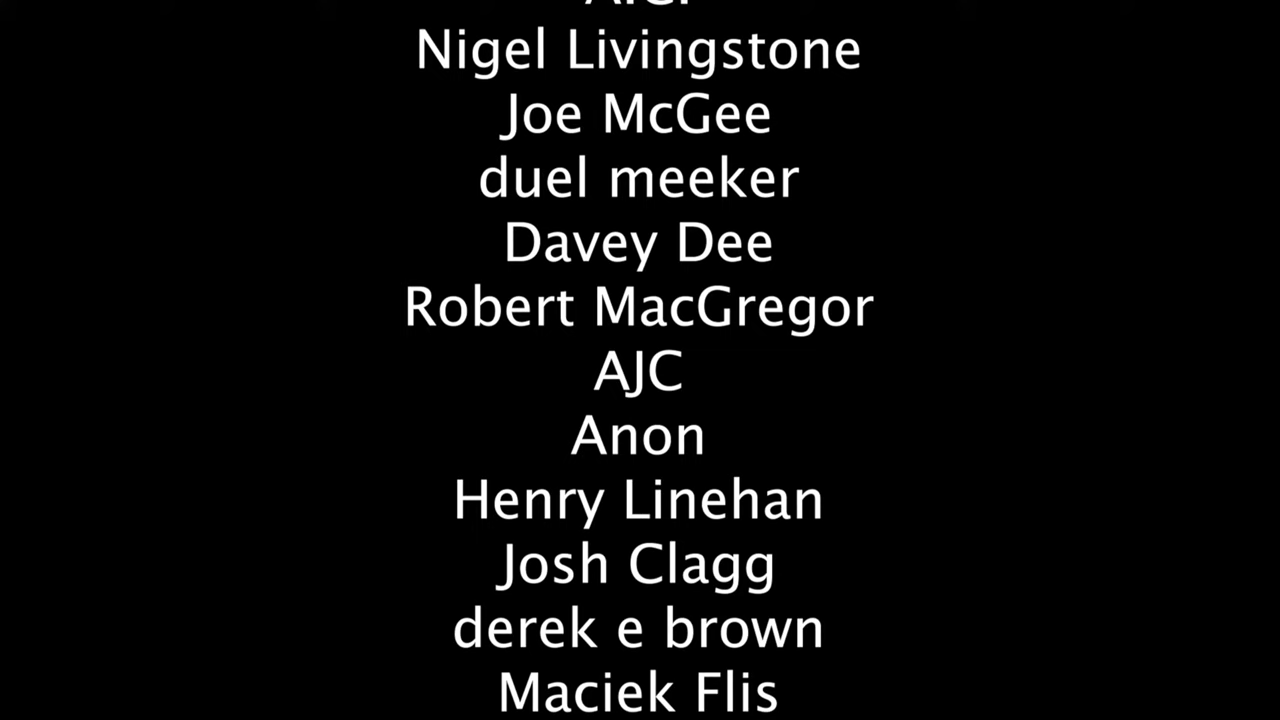 Nigel Livingstone
Joe McGee
duel meeker
Davey Dee
Robert MacGregor
AJC
Anon
Henry Linehan
Josh Clagg
derek e brown
Maciek Flis